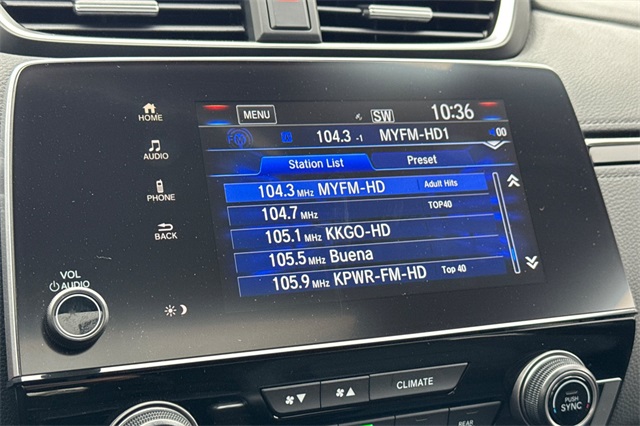 MENU SW 10:36
104.3 -1 MYFM-HD1 00
Station List Preset
104.3 MHz MYFM-HD Adult Hits
104.7 MHz TOP40
105.1 MHz KKGO-HD
105.5 MHz Buena
105.9 MHz KPWR-FM-HD Top 40
HOME
AUDIO
PHONE
BACK
VOL
AUDIO
CLIMATE
PUSH
SYNC
REAR